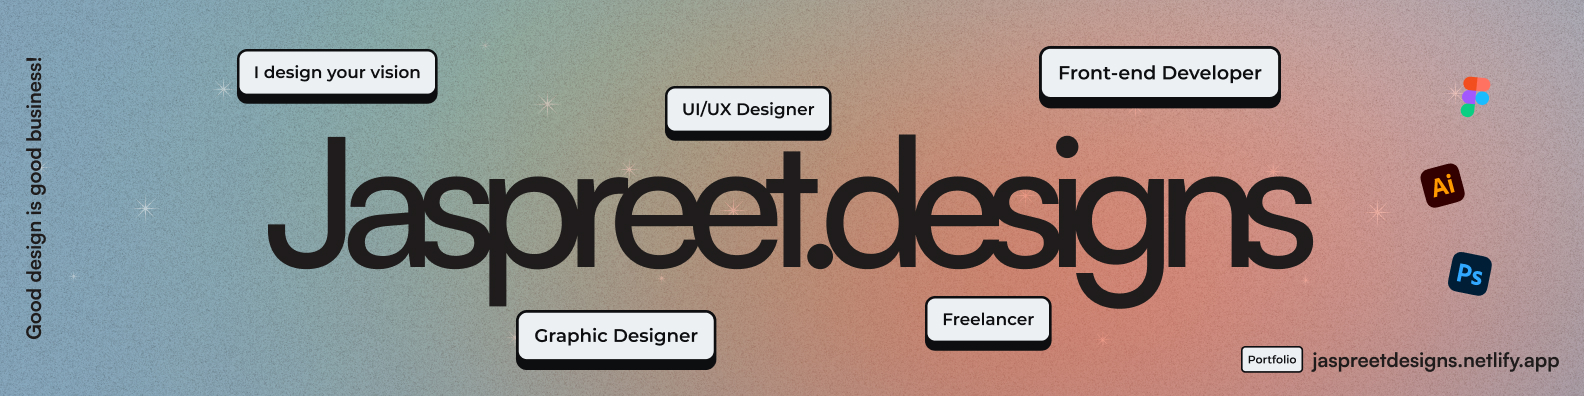 Good design is good business!
I design your vision
UI/UX Designer
Front-end Developer
Jaspreet.designs
Ai
Ps
Graphic Designer
Freelancer
Portfolio jaspreetdesigns.netlify.app